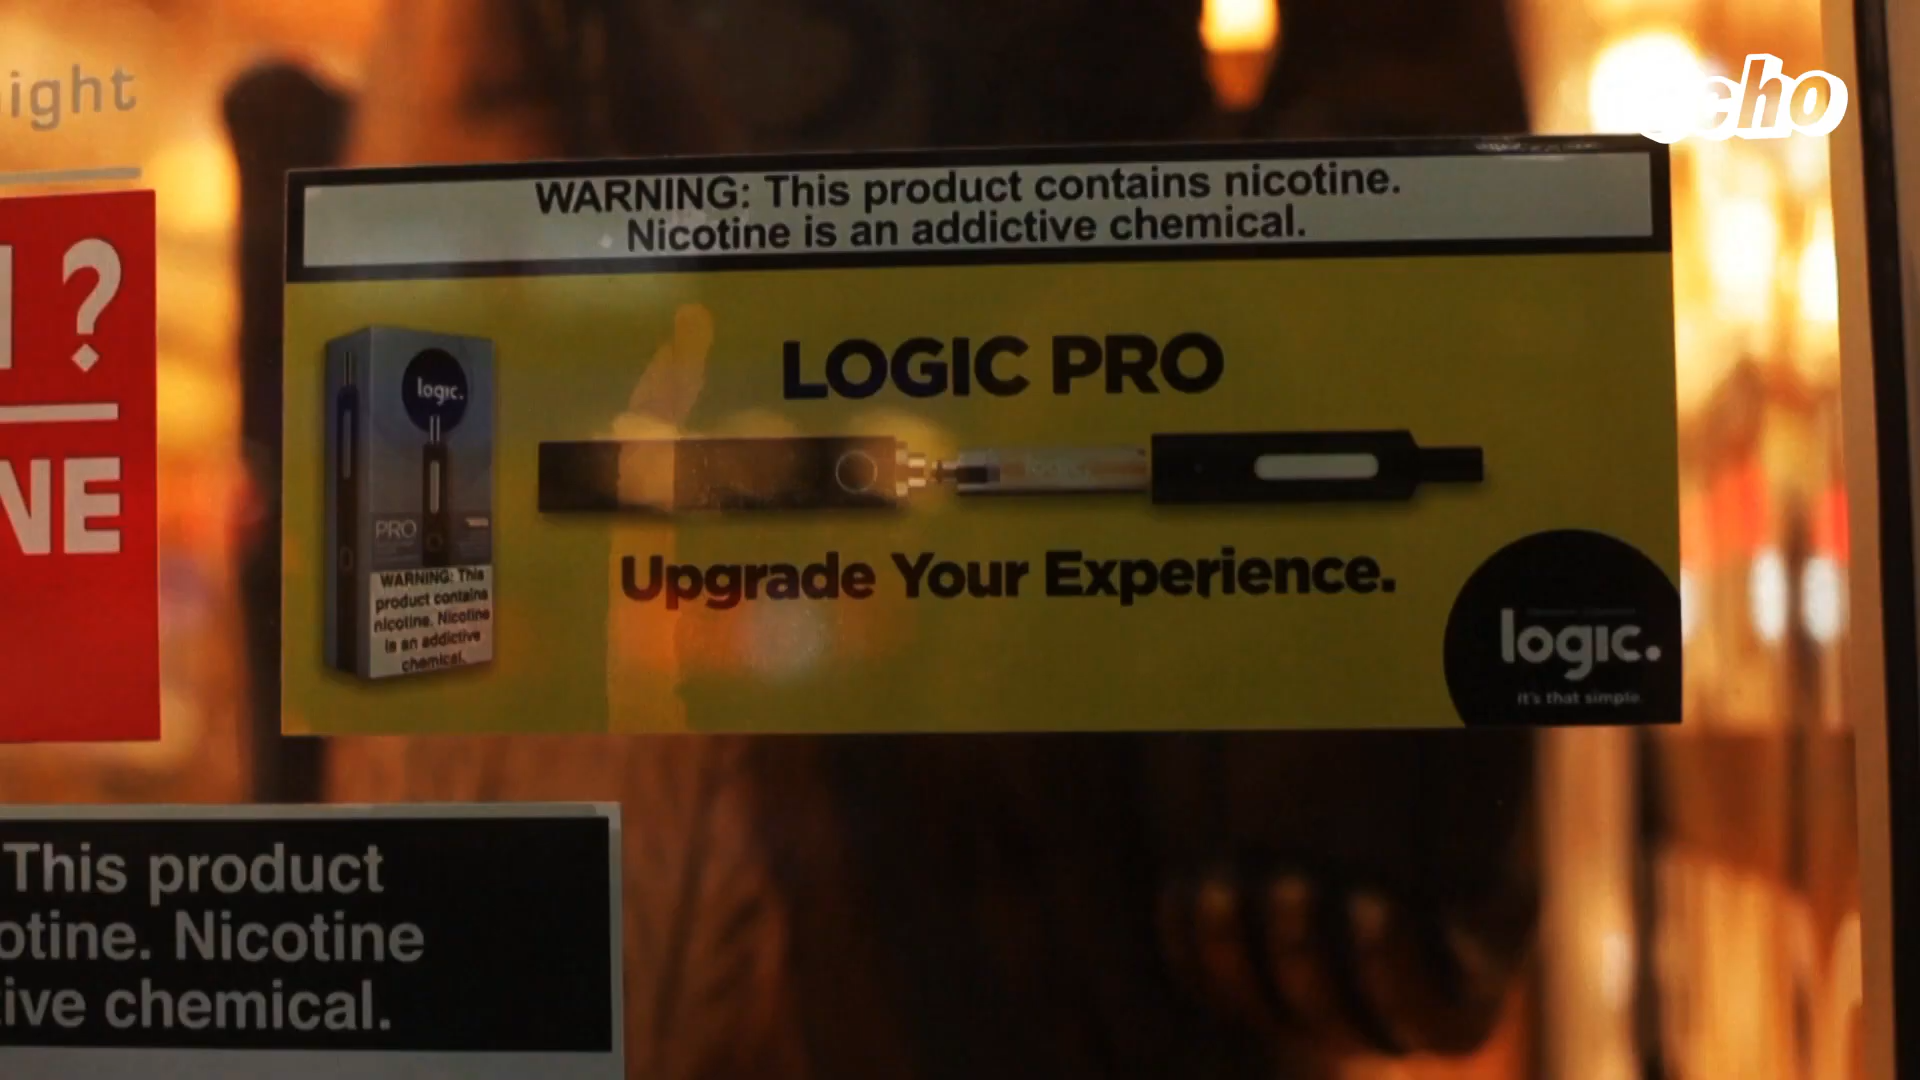 ight
?
NE
WARNING: This product contains nicotine.
Nicotine is an addictive chemical.
LOGIC PRO
logic.
Upgrade Your Experience.
logic.
PRO
WARNING: This
product contains
nicotine. Nicotine
is an addictive
chemical.
logic.
it's that simple.
This product
otine. Nicotine
ive chemical.
cho